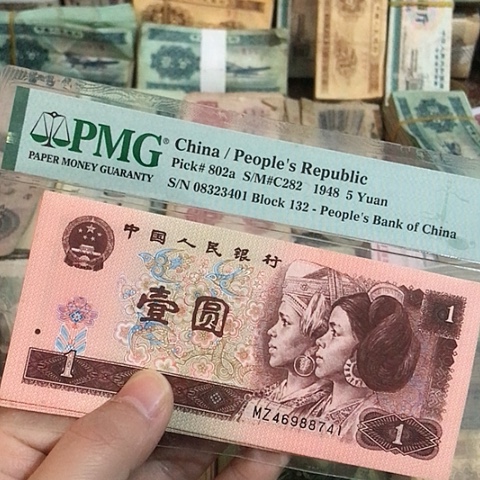 PMG®
PAPER MONEY GUARANTY
China / People's Republic
Pick# 802a S/M#C282 1948 5 Yuan
S/N 08323401 Block 132 - People's Bank of China
中国人民银行
壹圆
1
1
MZ46988741
1